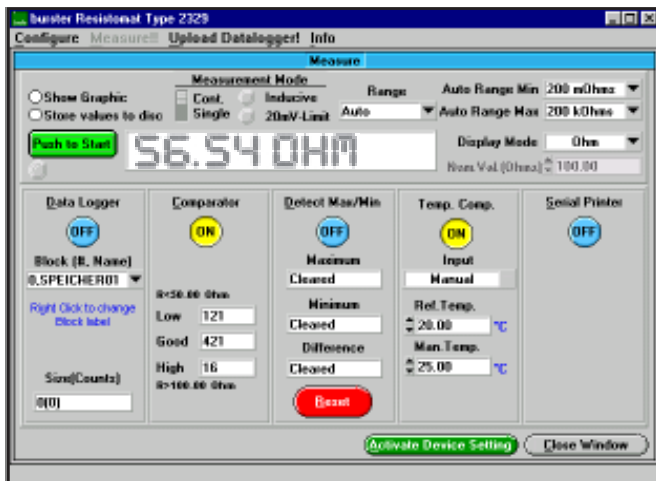 burster Resistomat Type 2329
Configure Measure!! Upload Datalogger! Info
Measure
Show Graphic
Store values to disc
Measurement Mode
Cont. Inductive
Single 20mV-Limit
Range
Auto
Auto Range Min 200 mOhms
Auto Range Max 200 kOhms
Push to Start
56.54 OHM
Display Mode Ohm
Nom.Val.(Ohms) 100.00
Data Logger
OFF
Block (#. Name)
0.SPEICHER01
Right Click to change
Block label
Size(Counts)
0(0)
Comparator
ON
R<50.00 Ohm
Low 121
Good 421
High 16
R>100.00 Ohm
Detect Max/Min
OFF
Maximum
Cleared
Minimum
Cleared
Difference
Cleared
Reset
Temp. Comp.
ON
Input
Manual
Ref.Temp.
20.00 °C
Man.Temp.
25.00 °C
Serial Printer
OFF
Activate Device Setting
Close Window